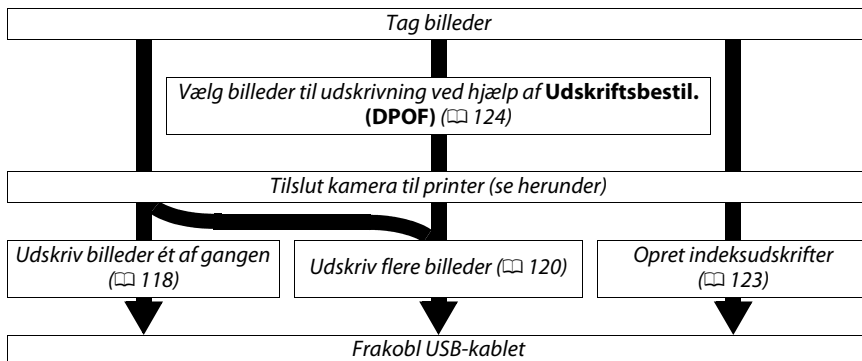 Tag billeder
Vælg billeder til udskrivning ved hjælp af Udskriftsbestil.
(DPOF) (🕮 124)
Tilslut kamera til printer (se herunder)
Udskriv billeder ét af gangen
(🕮 118)
Udskriv flere billeder (🕮 120)
Opret indeksudskrifter
(🕮 123)
Frakobl USB-kablet